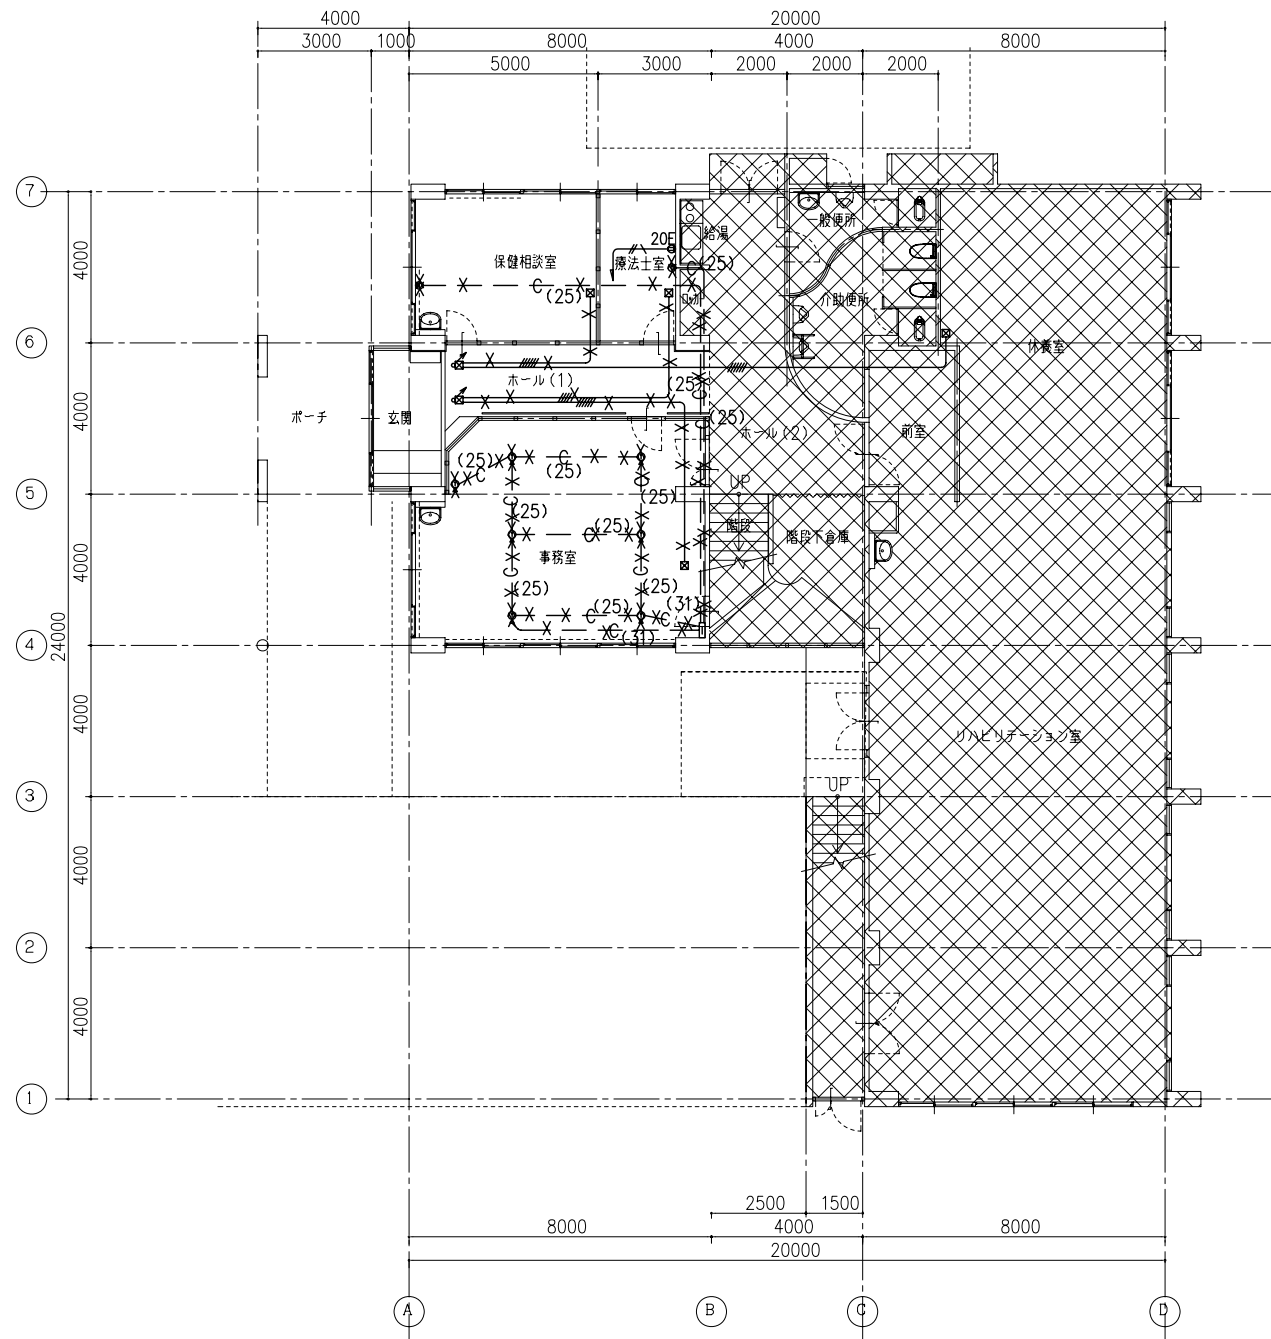 4000
20000
3000
1000
8000
4000
8000
5000
3000
2000
2000
2000
7
一般便所
給湯
20E
保健相談室
療法士室
C(25)
C
(25)
ロッカ
介助便所
4000
6
休養室
ホール(1)
(25)
C
ポーチ
玄関
C
(25)
ホール(2)
前室
4000
(25)
C
C
(25)
5
UP
C
C
(25)
C
(25)
階段
階段下倉庫
(25)
C
4000
事務室
C
C
(25)
(25)
(25)
(31)
C
C
C
(31)
4
24000
4000
リハビリテーション室
3
UP
4000
2
4000
1
2500
1500
8000
4000
8000
20000
A
B
C
D